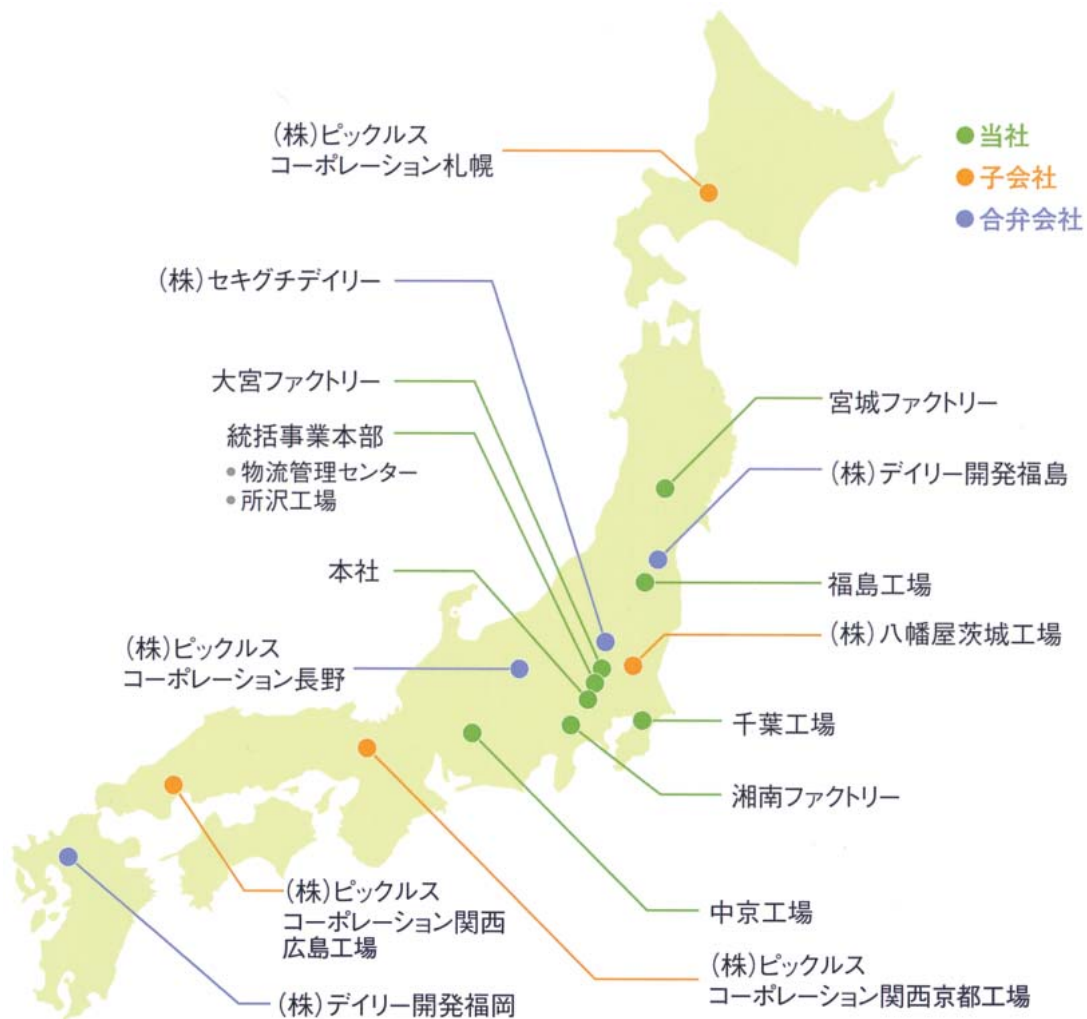 (株)ピックルス
コーポレーション札幌
●当社
●子会社
●合弁会社
(株)セキグチデイリー
大宮ファクトリー
統括事業本部
●物流管理センター
●所沢工場
本社
(株)ピックルス
コーポレーション長野
宮城ファクトリー
(株)デイリー開発福島
福島工場
(株)八幡屋茨城工場
千葉工場
湘南ファクトリー
(株)ピックルス
コーポレーション関西
広島工場
(株)デイリー開発福岡
中京工場
(株)ピックルス
コーポレーション関西京都工場